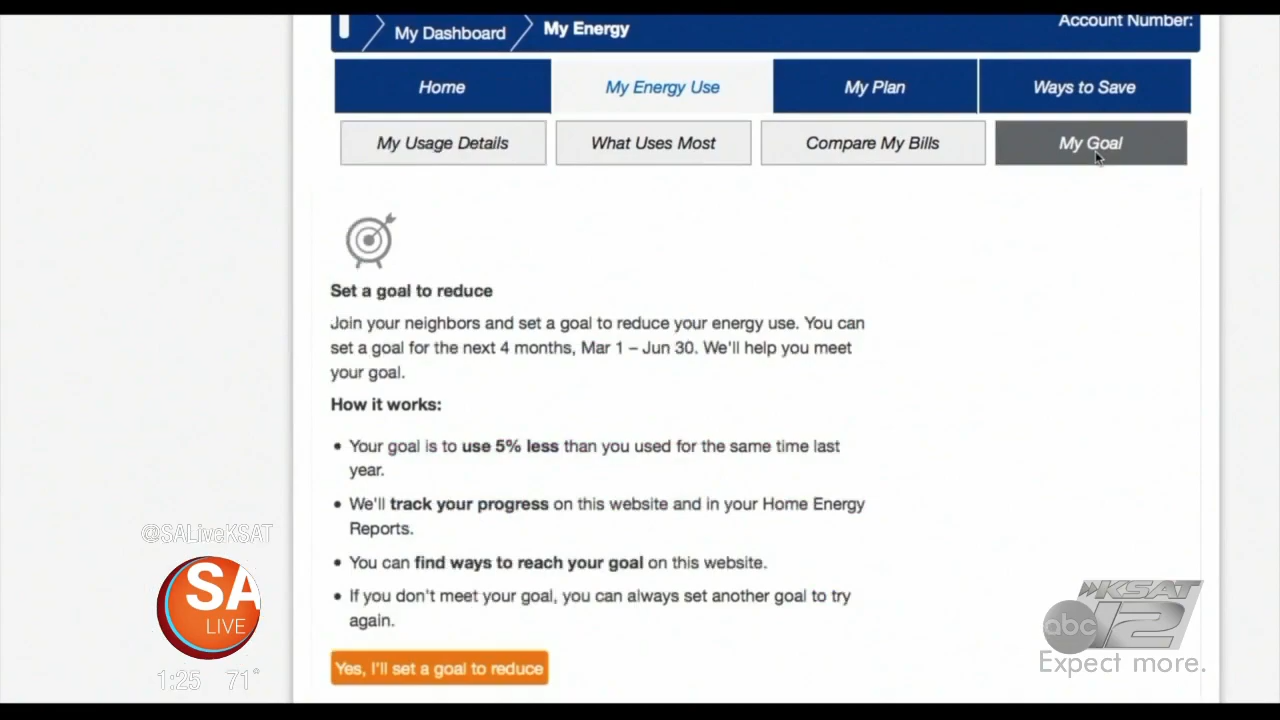 My Dashboard
My Energy
Account Number:
Home
My Energy Use
My Plan
Ways to Save
My Usage Details
What Uses Most
Compare My Bills
My Goal
Set a goal to reduce
Join your neighbors and set a goal to reduce your energy use. You can
set a goal for the next 4 months, Mar 1 – Jun 30. We'll help you meet
your goal.
How it works:
Your goal is to use 5% less than you used for the same time last
year.
We'll track your progress on this website and in your Home Energy
Reports.
You can find ways to reach your goal on this website.
If you don't meet your goal, you can always set another goal to try
again.
Yes, I'll set a goal to reduce
@SALiveKSAT
SA
LIVE
1:25 71°
KSAT
abc 12
Expect more.